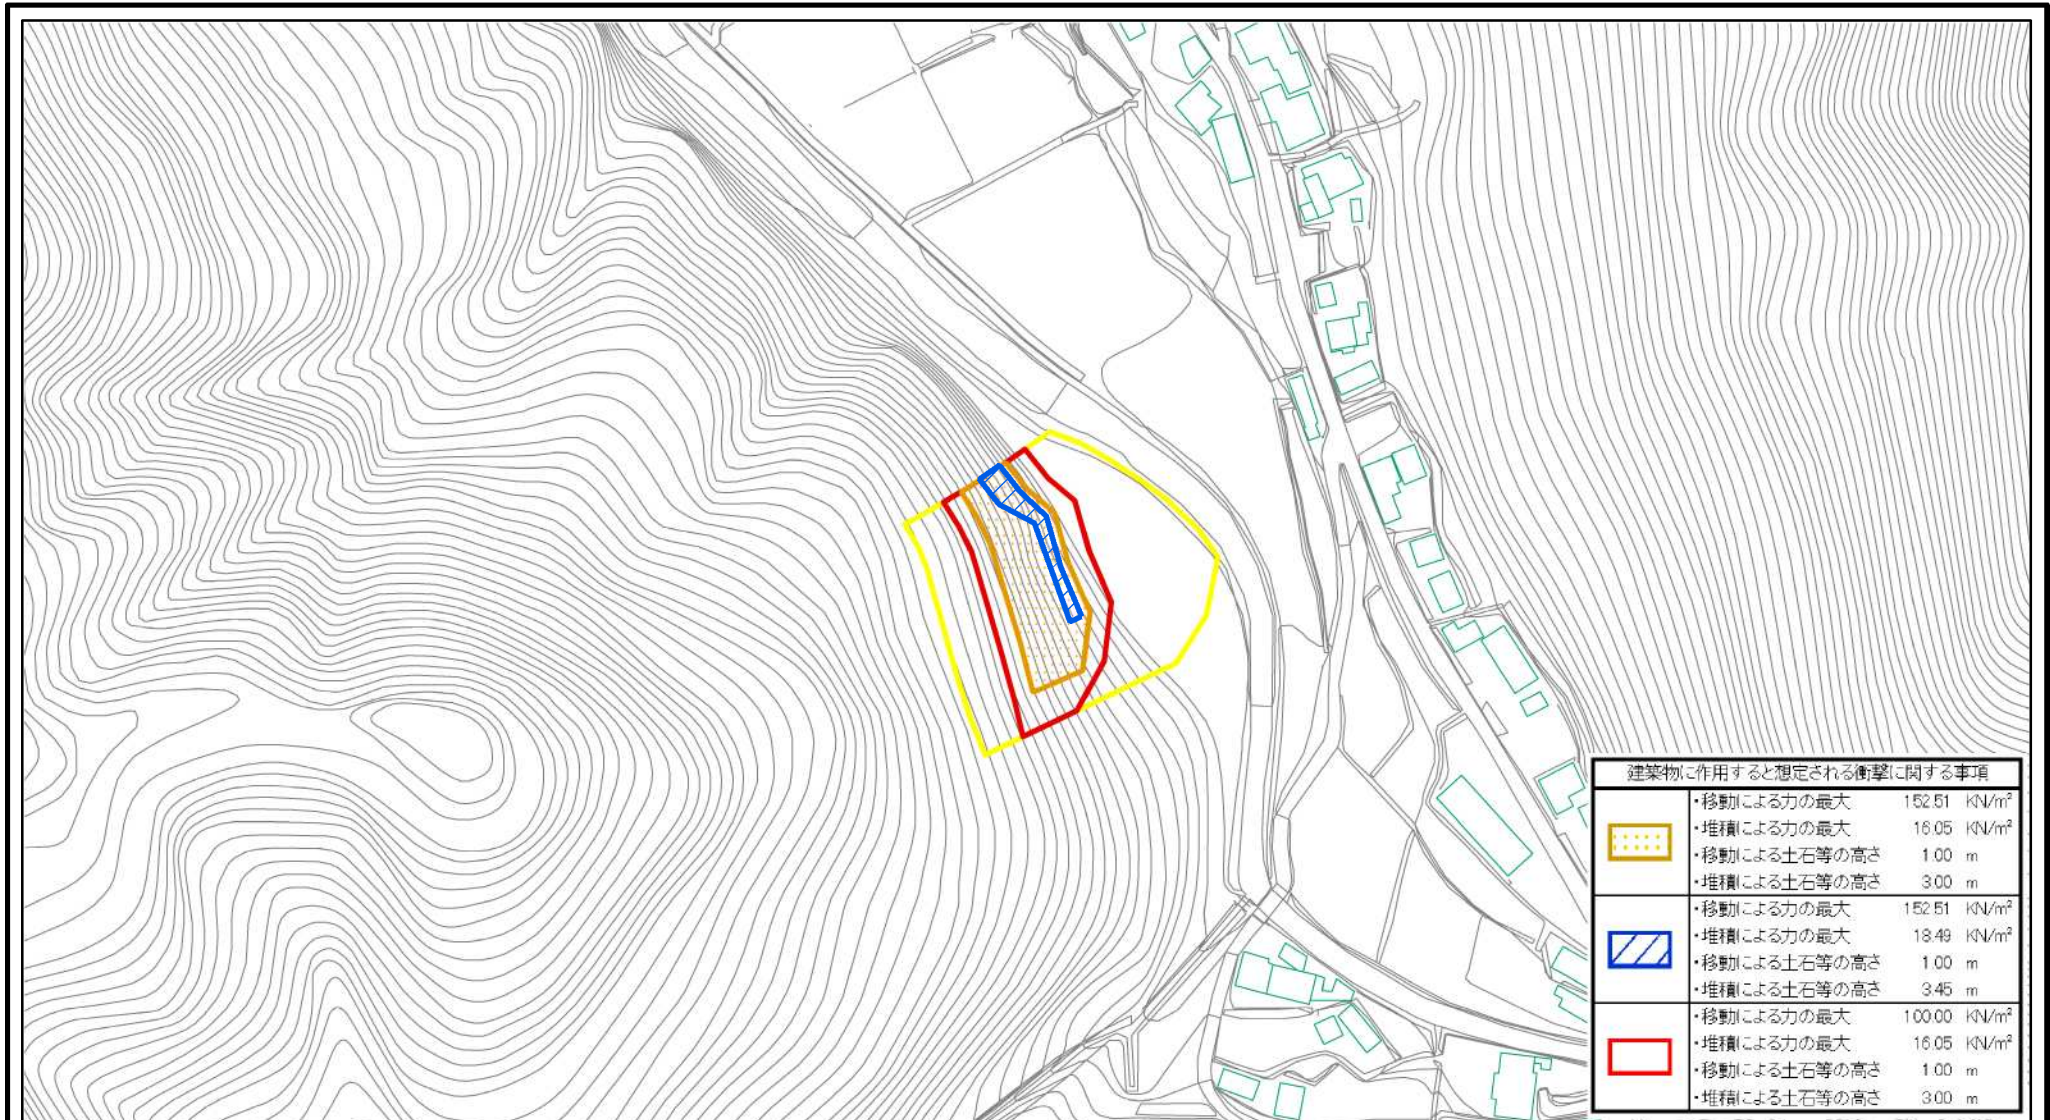 建築物に作用すると想定される衝撃に関する事項
・移動による力の最大 152.51 KN/m²
・堆積による力の最大 16.05 KN/m²
・移動による土石等の高さ 1.00 m
・堆積による土石等の高さ 3.00 m
・移動による力の最大 152.51 KN/m²
・堆積による力の最大 18.49 KN/m²
・移動による土石等の高さ 1.00 m
・堆積による土石等の高さ 3.45 m
・移動による力の最大 100.00 KN/m²
・堆積による力の最大 16.05 KN/m²
・移動による土石等の高さ 1.00 m
・堆積による土石等の高さ 3.00 m